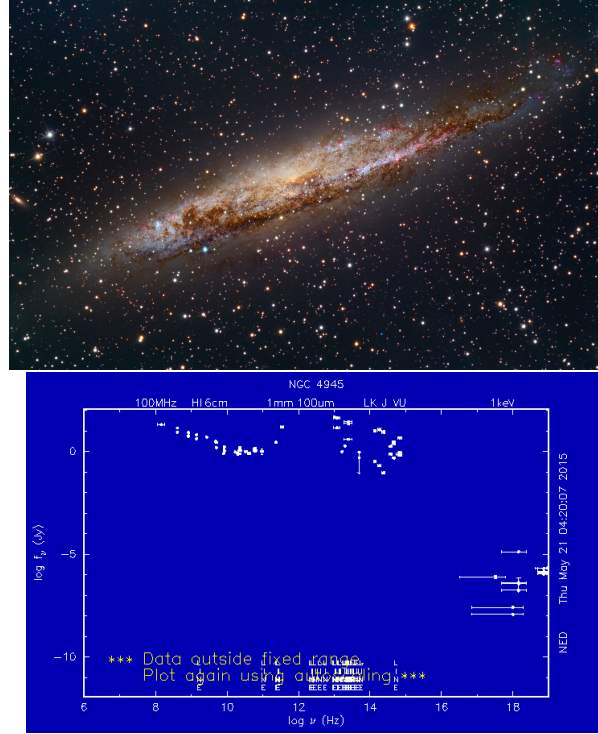 NGC 4945
100MHz HI 6cm 1mm 100um LK J VU 1keV
0
-5
-10
log fν (Jy)
*** Data outside fixed range
Plot again using auto scaling ***
L L L L L L L L L
I I I I I I I I I
N N N N N N N N N
E E E E E E E E E
6 8 10 12 14 16 18
log ν (Hz)
NED Thu May 21 04:20:07 2015